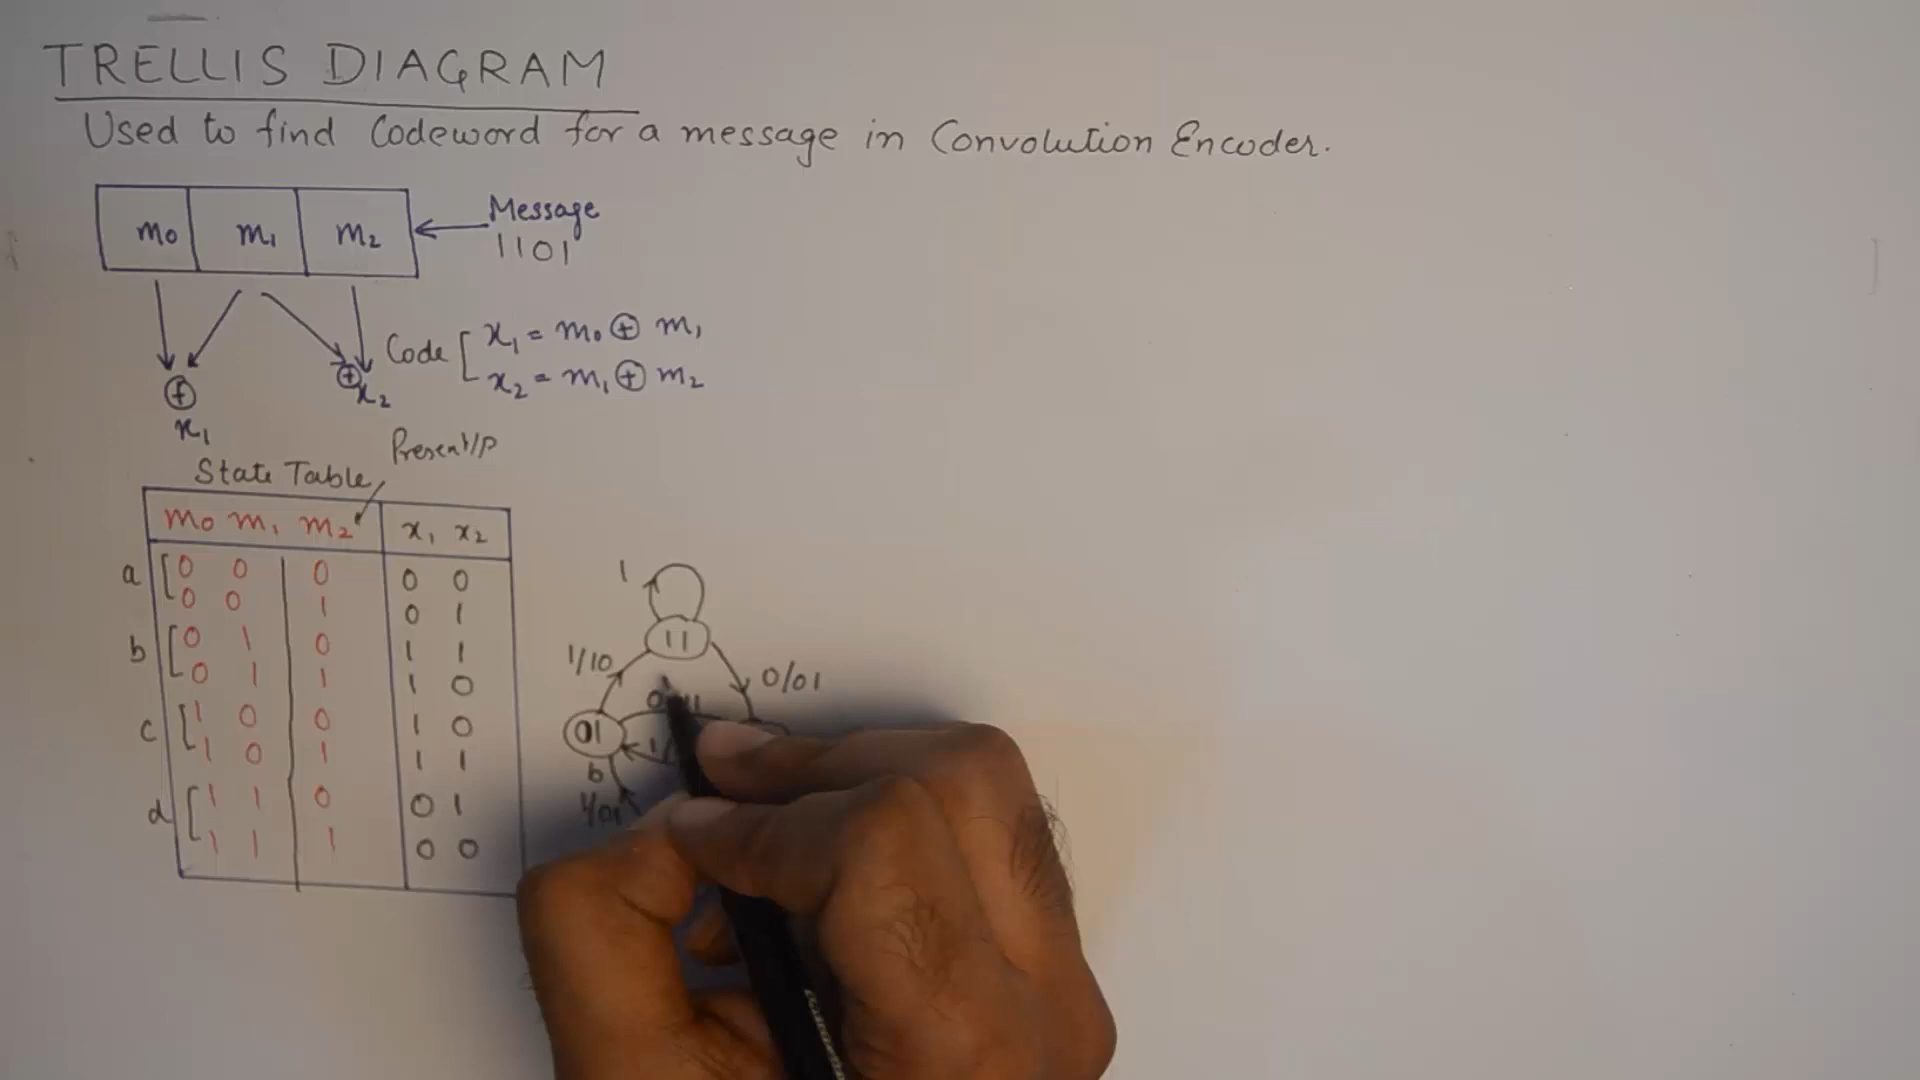 TRELLIS DIAGRAM
Used to find Codeword for a message in Convolution Encoder.
m0 m1 m2
Message
1101
Code [ x1 = m0 ⊕ m1
x2 = m1 ⊕ m2
x1
x2
Present I/P
State Table
m0 m1 m2 x1 x2
a 0 0 0 0 0
0 0 1 0 1
b 0 1 0 1 1
0 1 1 1 0
c 1 0 0 1 0
1 0 1 1 1
d 1 1 0 0 1
1 1 1 0 0
1
11
1/10
0/01
01
b
1/01